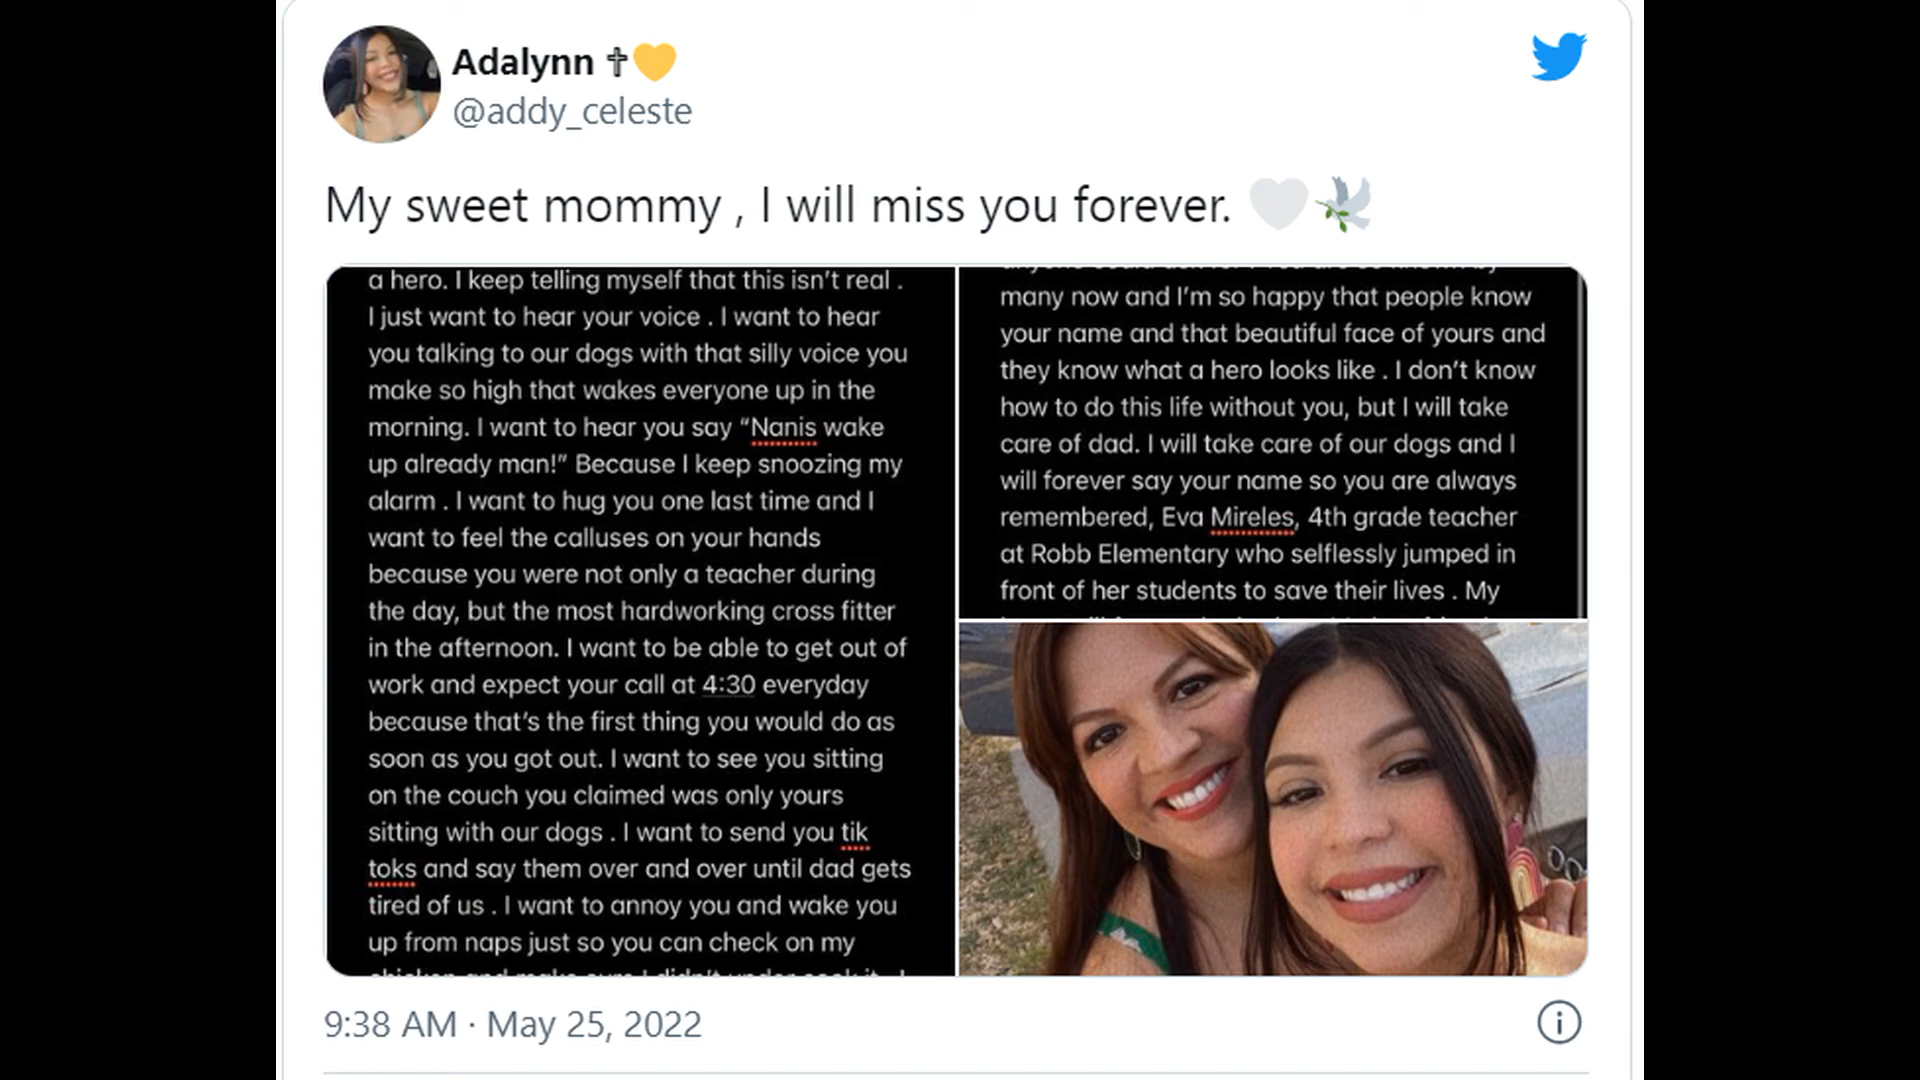 Adalynn ✝💛
@addy_celeste
My sweet mommy , I will miss you forever. 🤍🕊
a hero. I keep telling myself that this isn't real .
I just want to hear your voice . I want to hear
you talking to our dogs with that silly voice you
make so high that wakes everyone up in the
morning. I want to hear you say “Nanis wake
up already man!” Because I keep snoozing my
alarm . I want to hug you one last time and I
want to feel the calluses on your hands
because you were not only a teacher during
the day, but the most hardworking cross fitter
in the afternoon. I want to be able to get out of
work and expect your call at 4:30 everyday
because that's the first thing you would do as
soon as you got out. I want to see you sitting
on the couch you claimed was only yours
sitting with our dogs . I want to send you tik
toks and say them over and over until dad gets
tired of us . I want to annoy you and wake you
up from naps just so you can check on my
many now and I'm so happy that people know
your name and that beautiful face of yours and
they know what a hero looks like . I don't know
how to do this life without you, but I will take
care of dad. I will take care of our dogs and I
will forever say your name so you are always
remembered, Eva Mireles, 4th grade teacher
at Robb Elementary who selflessly jumped in
front of her students to save their lives . My
9:38 AM · May 25, 2022